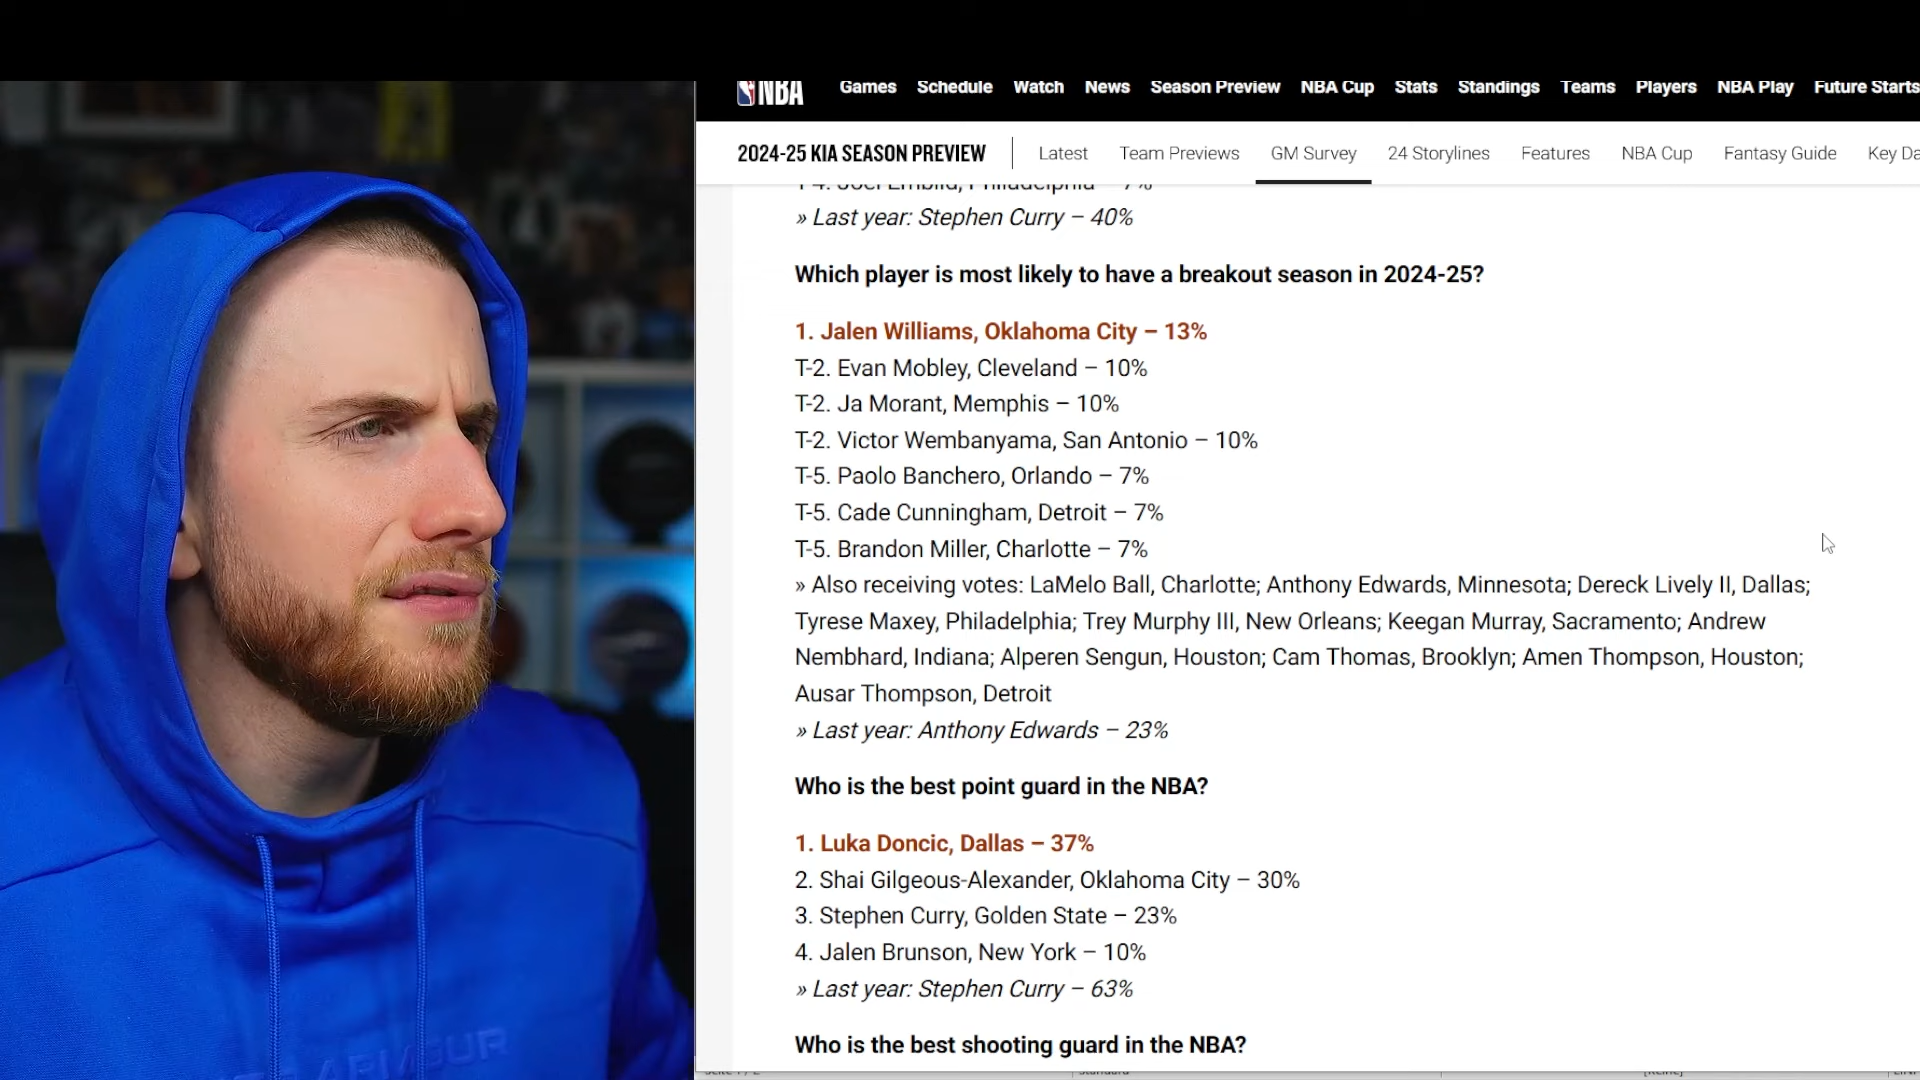 NBA Games Schedule Watch News Season Preview NBA Cup Stats Standings Teams Players NBA Play Future Starts
2024-25 KIA SEASON PREVIEW Latest Team Previews GM Survey 24 Storylines Features NBA Cup Fantasy Guide Key Da
T-4. Joel Embiid, Philadelphia – 7%
» Last year: Stephen Curry – 40%
Which player is most likely to have a breakout season in 2024-25?
1. Jalen Williams, Oklahoma City – 13%
T-2. Evan Mobley, Cleveland – 10%
T-2. Ja Morant, Memphis – 10%
T-2. Victor Wembanyama, San Antonio – 10%
T-5. Paolo Banchero, Orlando – 7%
T-5. Cade Cunningham, Detroit – 7%
T-5. Brandon Miller, Charlotte – 7%
» Also receiving votes: LaMelo Ball, Charlotte; Anthony Edwards, Minnesota; Dereck Lively II, Dallas;
Tyrese Maxey, Philadelphia; Trey Murphy III, New Orleans; Keegan Murray, Sacramento; Andrew
Nembhard, Indiana; Alperen Sengun, Houston; Cam Thomas, Brooklyn; Amen Thompson, Houston;
Ausar Thompson, Detroit
» Last year: Anthony Edwards – 23%
Who is the best point guard in the NBA?
1. Luka Doncic, Dallas – 37%
2. Shai Gilgeous-Alexander, Oklahoma City – 30%
3. Stephen Curry, Golden State – 23%
4. Jalen Brunson, New York – 10%
» Last year: Stephen Curry – 63%
Who is the best shooting guard in the NBA?